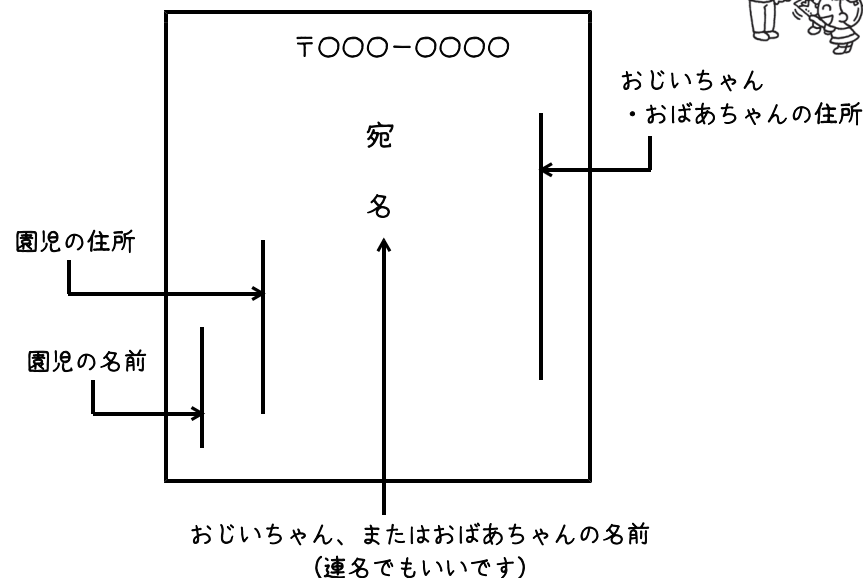 〒○○○－○○○○
おじいちゃん
・おばあちゃんの住所
宛
名
園児の住所
園児の名前
おじいちゃん、またはおばあちゃんの名前
(連名でもいいです)